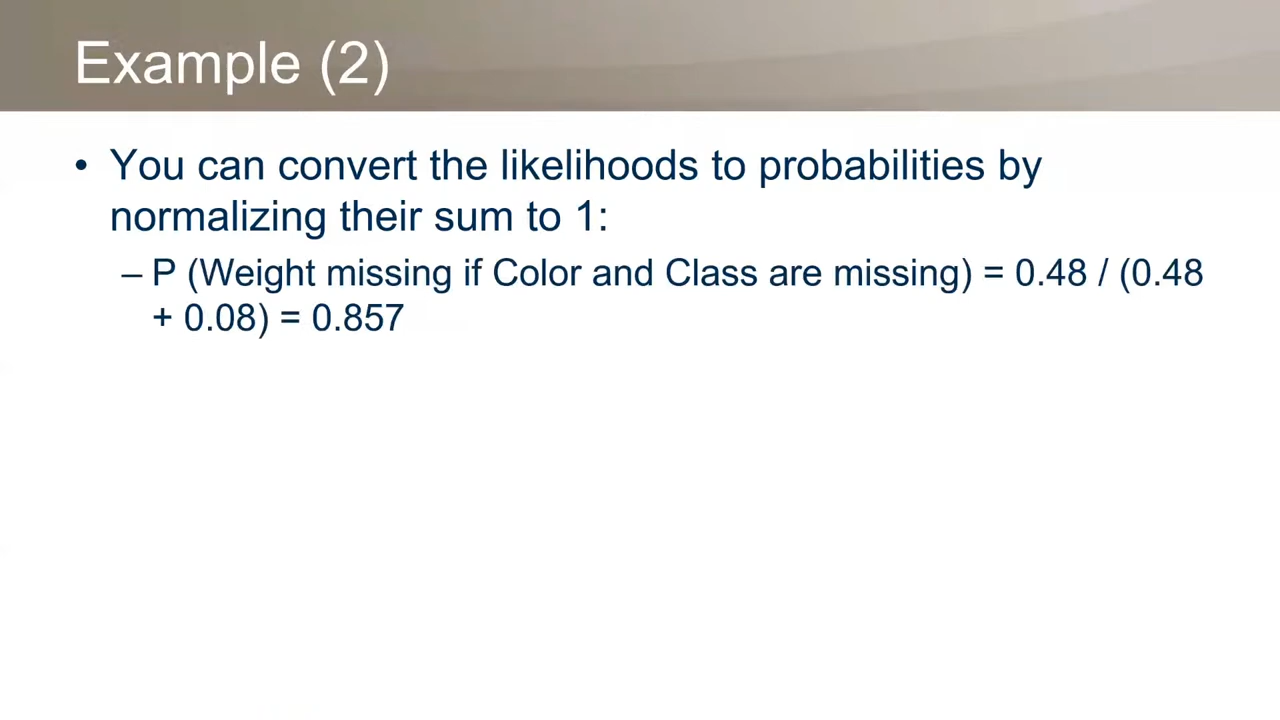 Example (2)
• You can convert the likelihoods to probabilities by
normalizing their sum to 1:
– P (Weight missing if Color and Class are missing) = 0.48 / (0.48
+ 0.08) = 0.857